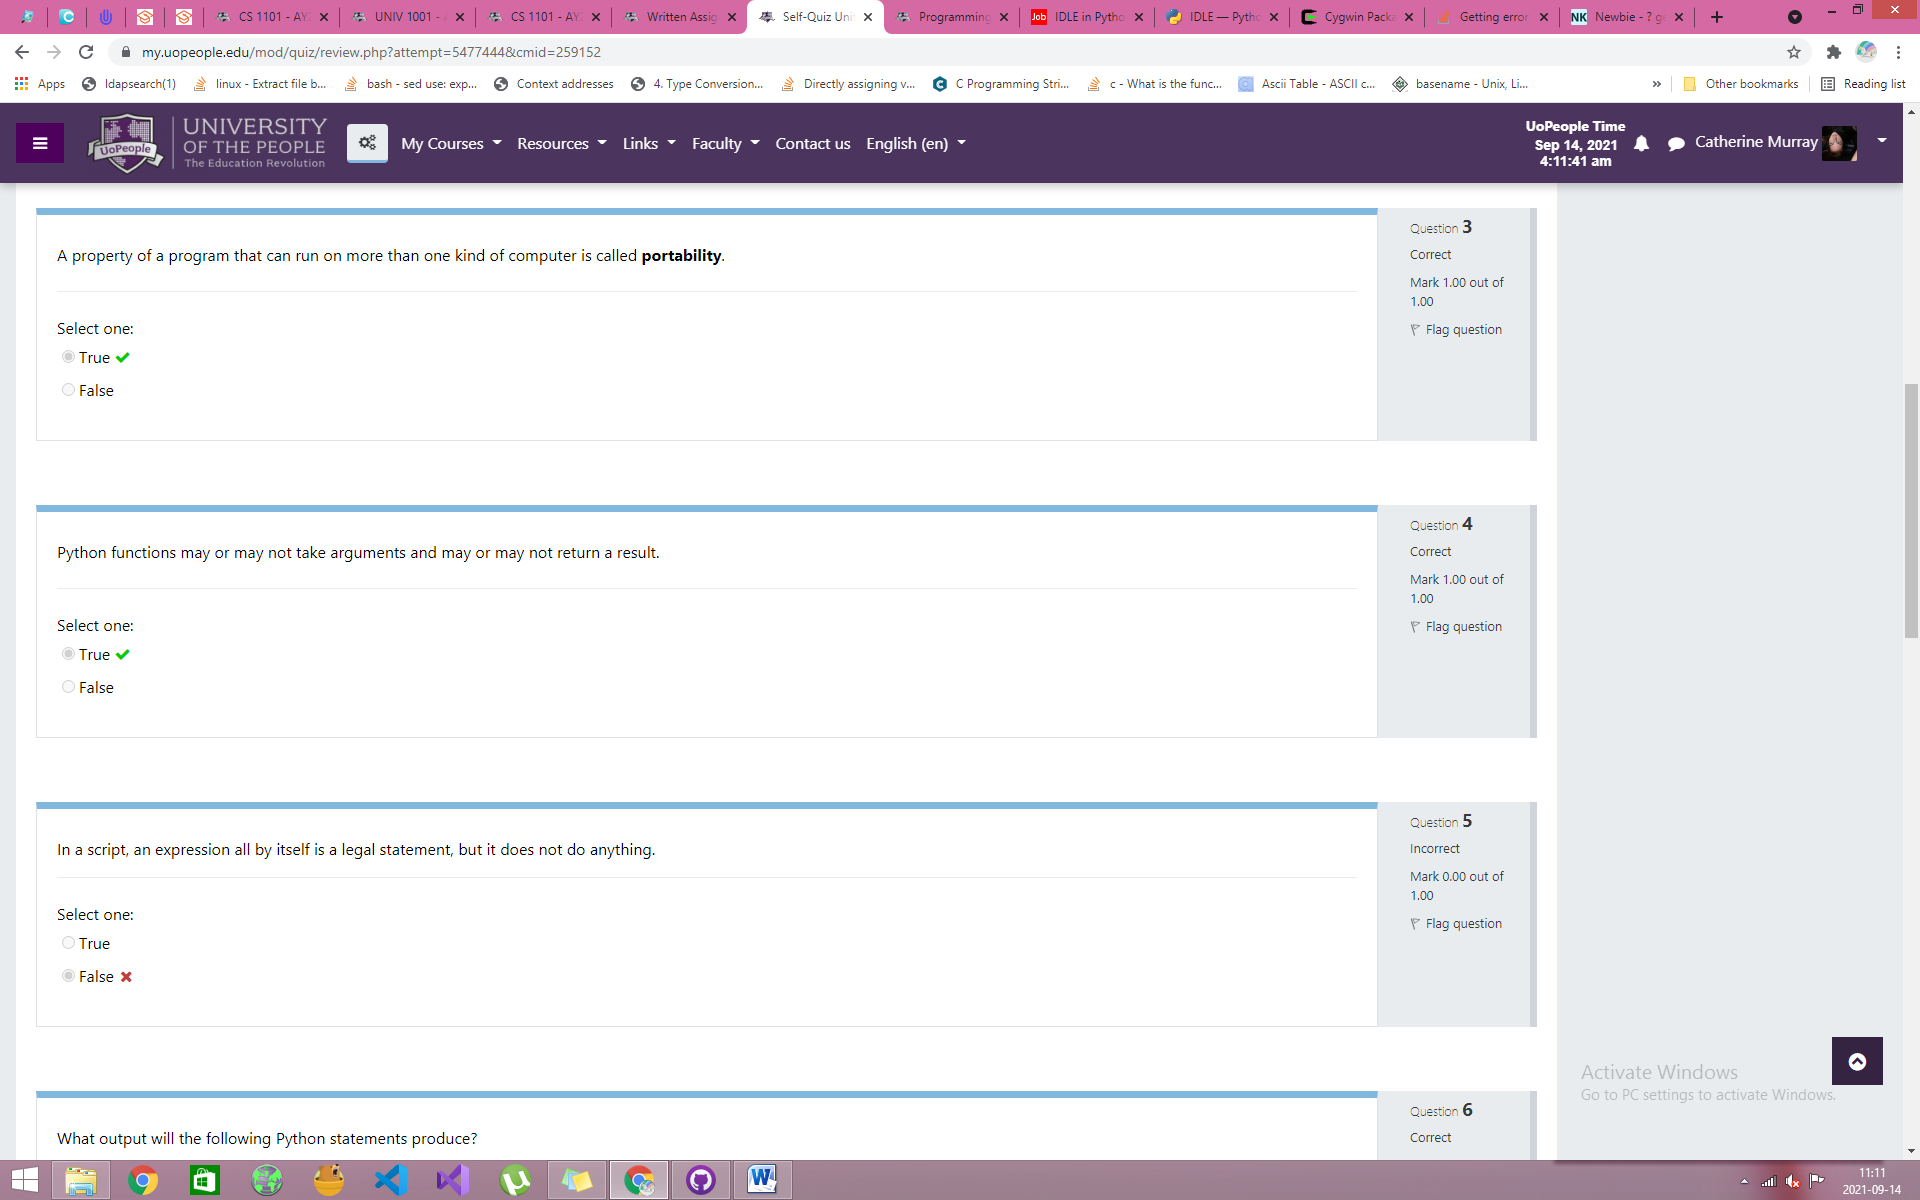 CS 1101 - AY
UNIV 1001 - A
CS 1101 - AY
Written Assig
Self-Quiz Uni
Programming
Job
IDLE in Pytho
IDLE — Pytho
Cygwin Packa
Getting error
NK
Newbie - ? ge
my.uopeople.edu/mod/quiz/review.php?attempt=5477444&cmid=259152
Apps
ldapsearch(1)
linux - Extract file b...
bash - sed use: exp...
Context addresses
4. Type Conversion...
Directly assigning v...
C Programming Stri...
c - What is the func...
Ascii Table - ASCII c...
basename - Unix, Li...
»
Other bookmarks
Reading list
UoPeople
UNIVERSITY
OF THE PEOPLE
The Education Revolution
My Courses
Resources
Links
Faculty
Contact us
English (en)
UoPeople Time
Sep 14, 2021
4:11:41 am
Catherine Murray
A property of a program that can run on more than one kind of computer is called portability.
Select one:
True
False
Question 3
Correct
Mark 1.00 out of
1.00
Flag question
Python functions may or may not take arguments and may or may not return a result.
Select one:
True
False
Question 4
Correct
Mark 1.00 out of
1.00
Flag question
In a script, an expression all by itself is a legal statement, but it does not do anything.
Select one:
True
False
Question 5
Incorrect
Mark 0.00 out of
1.00
Flag question
What output will the following Python statements produce?
Question 6
Correct
Activate Windows
Go to PC settings to activate Windows.
11:11
2021-09-14